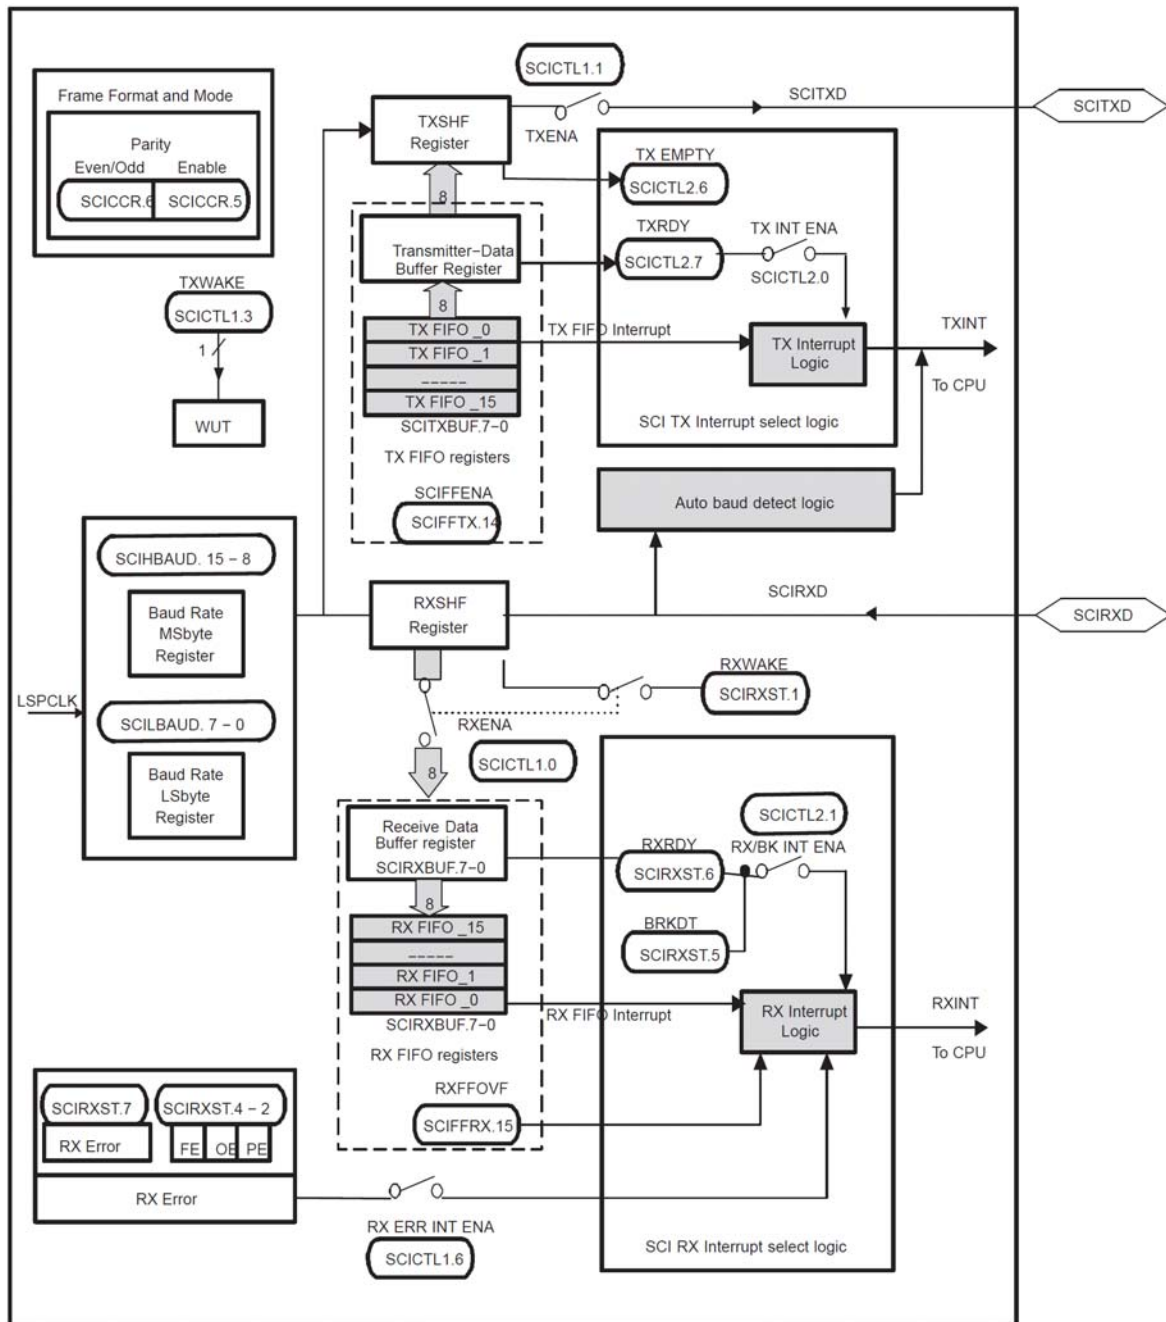 SCICTL1.1
Frame Format and Mode
Parity
Even/Odd Enable
SCICCR.6 SCICCR.5
TXSHF
Register
TXENA
SCITXD
SCITXD
TX EMPTY
SCICTL2.6
8
Transmitter–Data
Buffer Register
TXRDY
SCICTL2.7
TX INT ENA
SCICTL2.0
TXWAKE
SCICTL1.3
1
WUT
8
TX FIFO _0
TX FIFO _1
_____
TX FIFO _15
SCITXBUF.7–0
TX FIFO registers
SCIFFENA
SCIFFTX.14
TX FIFO Interrupt
TX Interrupt
Logic
TXINT
To CPU
SCI TX Interrupt select logic
Auto baud detect logic
SCIHBAUD. 15 – 8
Baud Rate
MSbyte
Register
LSPCLK
SCILBAUD. 7 – 0
Baud Rate
LSbyte
Register
RXSHF
Register
SCIRXD
SCIRXD
RXWAKE
SCIRXST.1
RXENA
SCICTL1.0
8
Receive Data
Buffer register
SCIRXBUF.7–0
8
RX FIFO _15
_____
RX FIFO_1
RX FIFO _0
SCIRXBUF.7–0
RX FIFO registers
SCICTL2.1
RXRDY
SCIRXST.6
RX/BK INT ENA
BRKDT
SCIRXST.5
RX FIFO Interrupt
RX Interrupt
Logic
RXINT
To CPU
RXFFOVF
SCIFFRX.15
SCIRXST.7
SCIRXST.4 – 2
RX Error
FE OE PE
RX Error
RX ERR INT ENA
SCICTL1.6
SCI RX Interrupt select logic